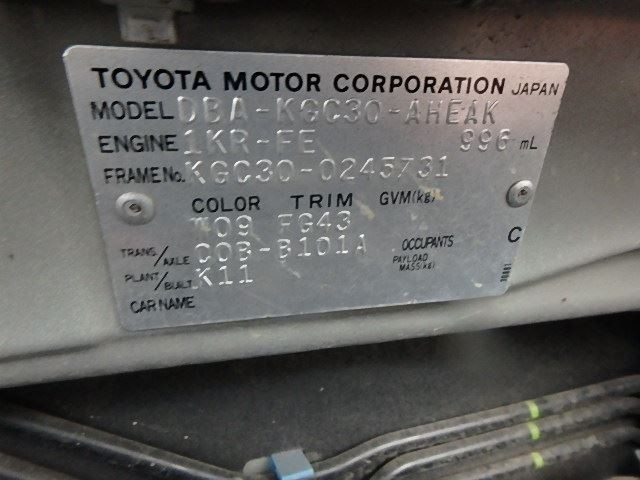 TOYOTA MOTOR CORPORATION JAPAN
MODEL DBA-KGC30-AHEAK
ENGINE 1KR-FE 996 mL
FRAME No. KGC30-0245731
COLOR TRIM GVM(kg)
T09 FG43
TRANS/AXLE C0B-B101A OCCUPANTS C
PAYLOAD MASS(kg)
PLANT/BUILT K11
CAR NAME